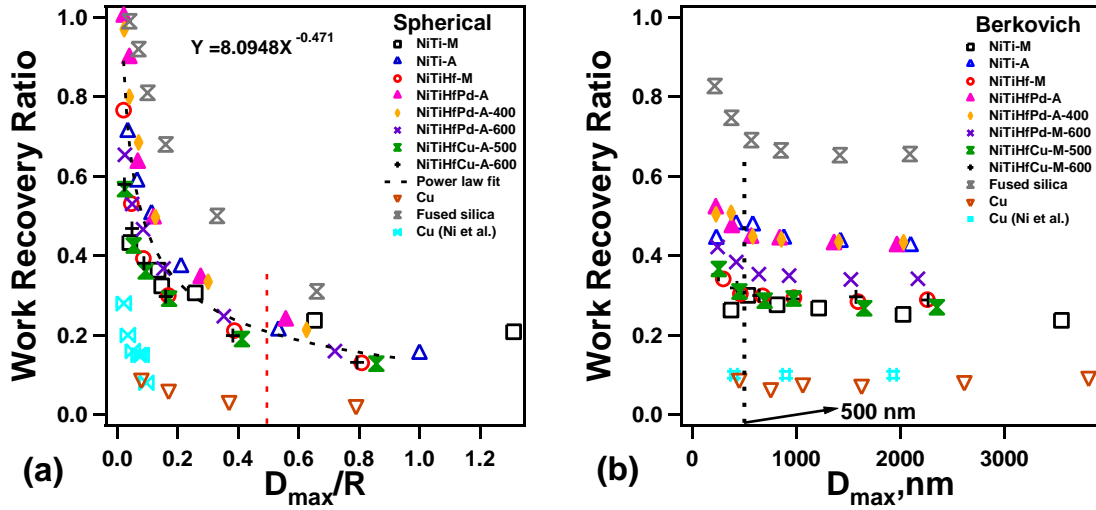 Work Recovery Ratio
1.0
0.8
0.6
0.4
0.2
0.0
0.0 0.2 0.4 0.6 0.8 1.0 1.2
Dmax/R
(a)
Y =8.0948X -0.471
Spherical
NiTi-M
NiTi-A
NiTiHf-M
NiTiHfPd-A
NiTiHfPd-A-400
NiTiHfPd-A-600
NiTiHfCu-A-500
NiTiHfCu-A-600
Power law fit
Cu
Fused silica
Cu (Ni et al.)
Work Recovery Ratio
1.0
0.8
0.6
0.4
0.2
0.0
0 1000 2000 3000
Dmax,nm
(b)
500 nm
Berkovich
NiTi-M
NiTi-A
NiTiHf-M
NiTiHfPd-A
NiTiHfPd-A-400
NiTiHfPd-M-600
NiTiHfCu-M-500
NiTiHfCu-M-600
Fused silica
Cu
Cu (Ni et al.)